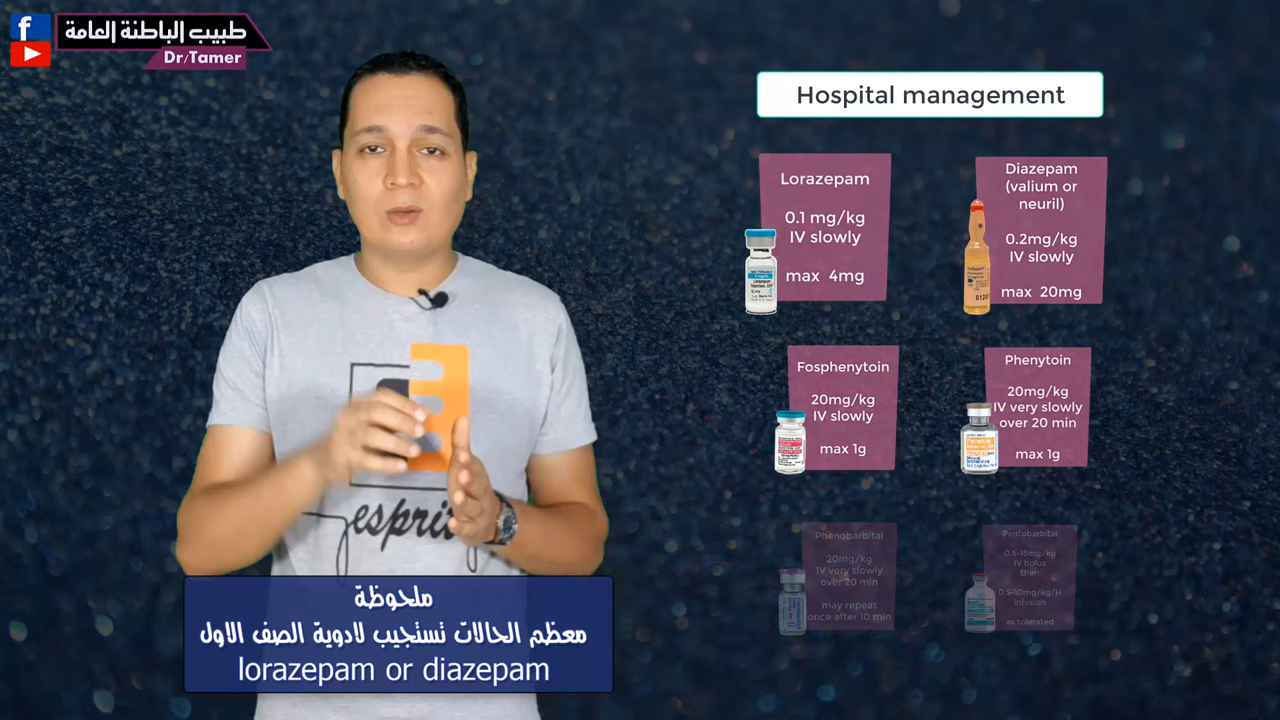 طبيب الباطنة العامة
Dr/Tamer
Hospital management
Lorazepam
0.1 mg/kg
IV slowly
max 4mg
Diazepam
(valium or
neuril)
0.2mg/kg
IV slowly
max 20mg
Fosphenytoin
20mg/kg
IV slowly
max 1g
Phenytoin
20mg/kg
IV very slowly
over 20 min
max 1g
Phenobarbital
20mg/kg
IV very slowly
over 20 min
may repeat
once after 10 min
Pentobarbital
0.5-15mg/kg
IV bolus
then
0.5-10mg/kg/H
infusion
as tolerated
esprit
ملحوظة
معظم الحالات تستجيب لادوية الصف الاول
lorazepam or diazepam